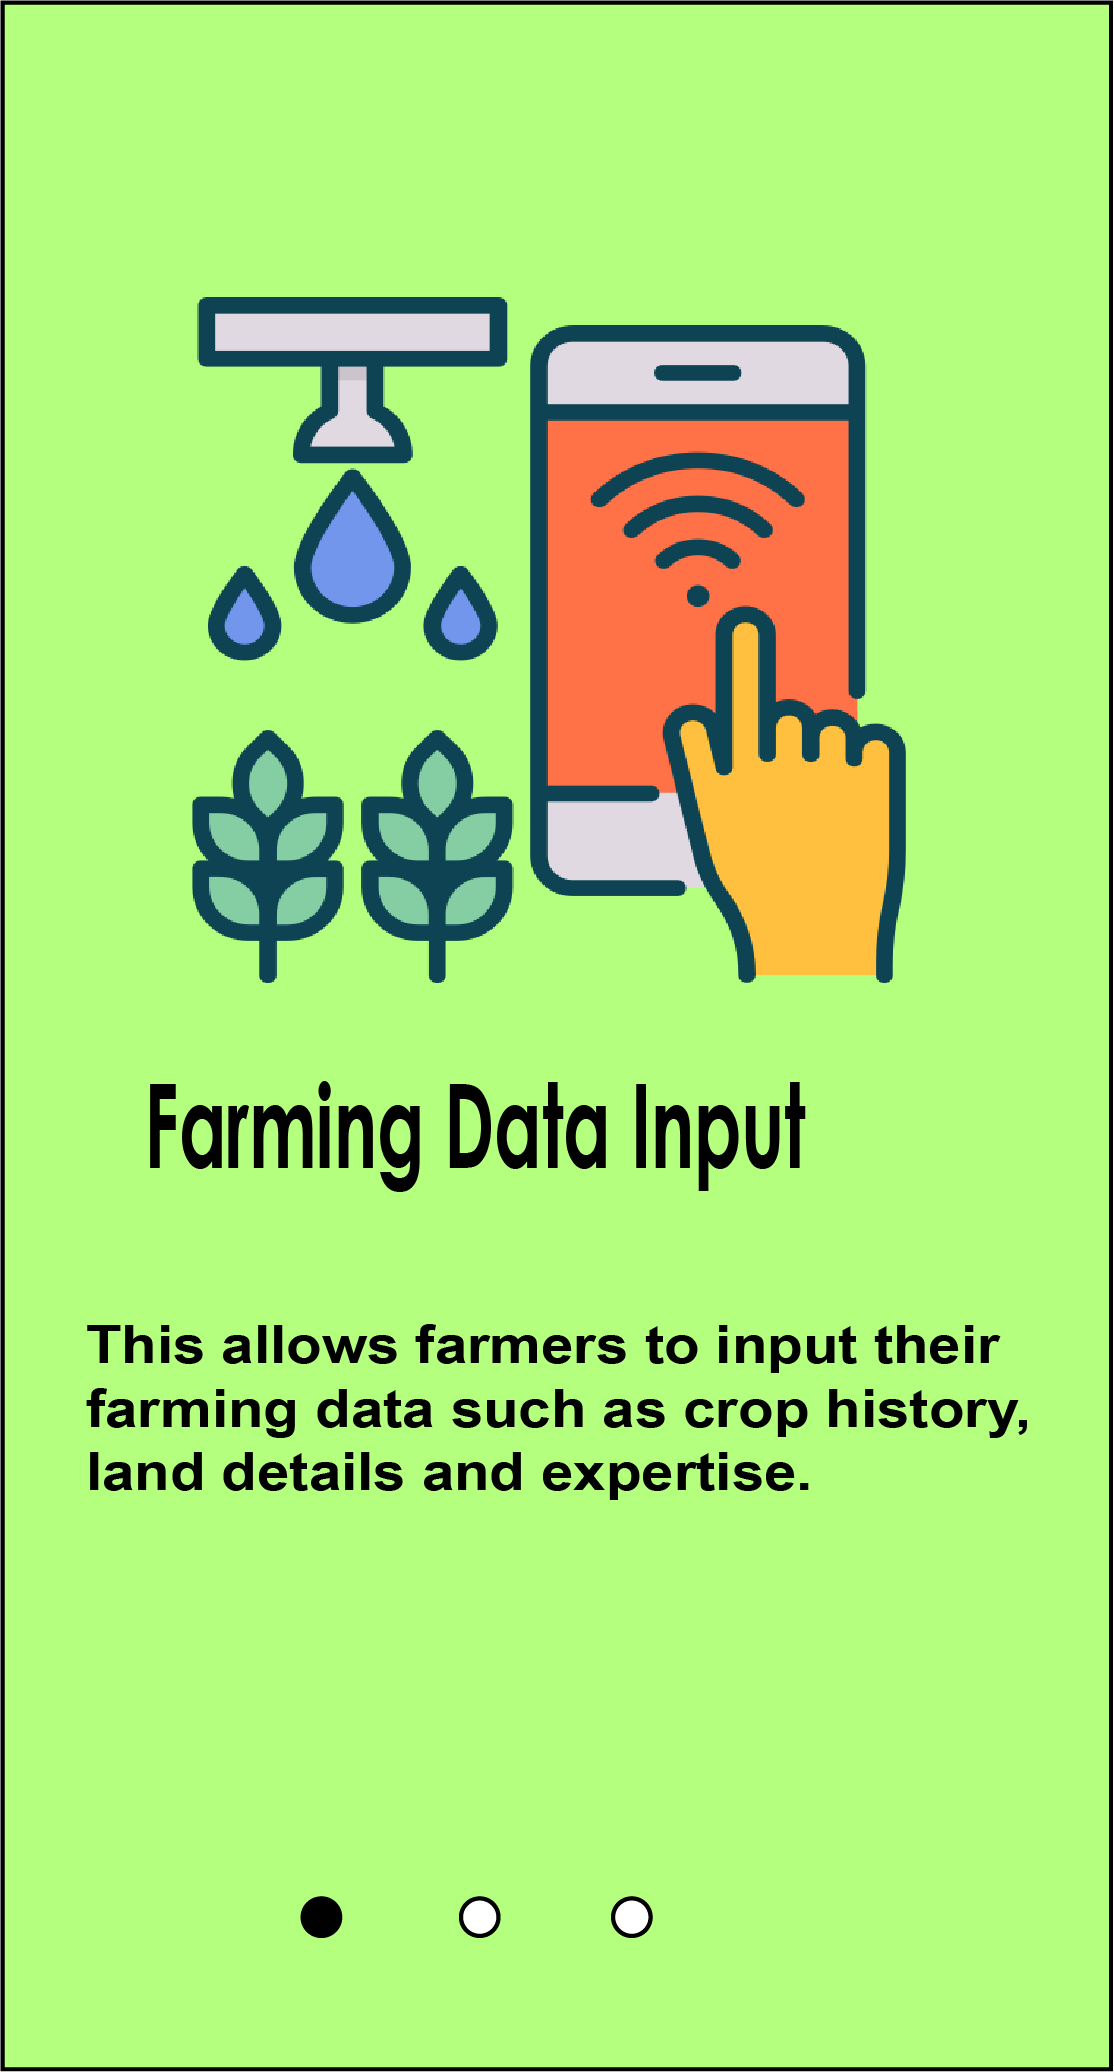 Farming Data Input
This allows farmers to input their
farming data such as crop history,
land details and expertise.